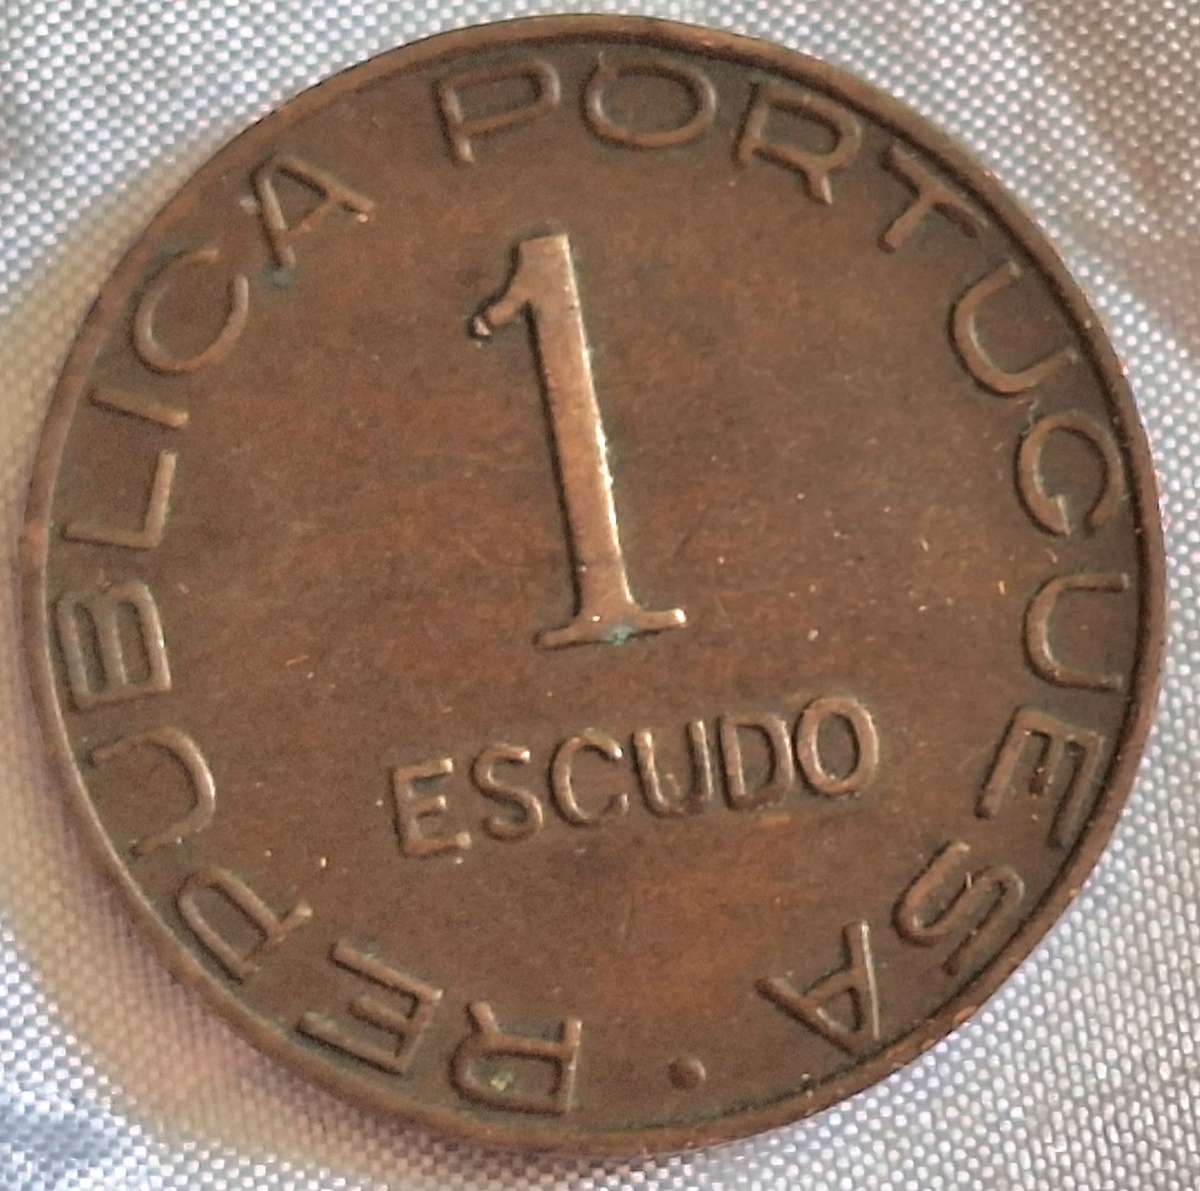 REPUBLICA PORTUGUESA •
1
ESCUDO